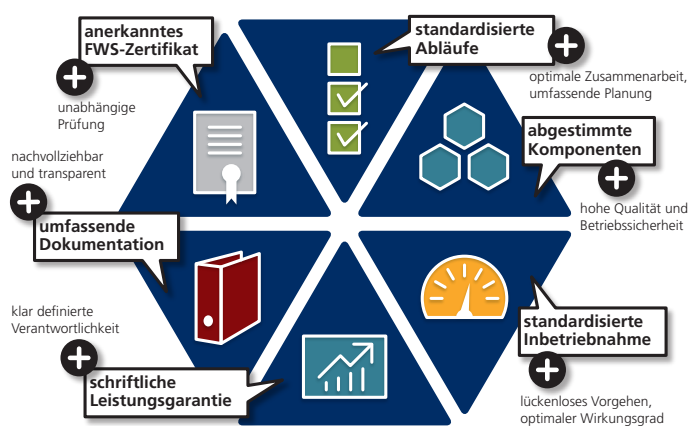 anerkanntes
FWS-Zertifikat
unabhängige
Prüfung
standardisierte
Abläufe
optimale Zusammenarbeit,
umfassende Planung
abgestimmte
Komponenten
hohe Qualität und
Betriebssicherheit
standardisierte
Inbetriebnahme
lückenloses Vorgehen,
optimaler Wirkungsgrad
schriftliche
Leistungsgarantie
klar definierte
Verantwortlichkeit
umfassende
Dokumentation
nachvollziehbar
und transparent